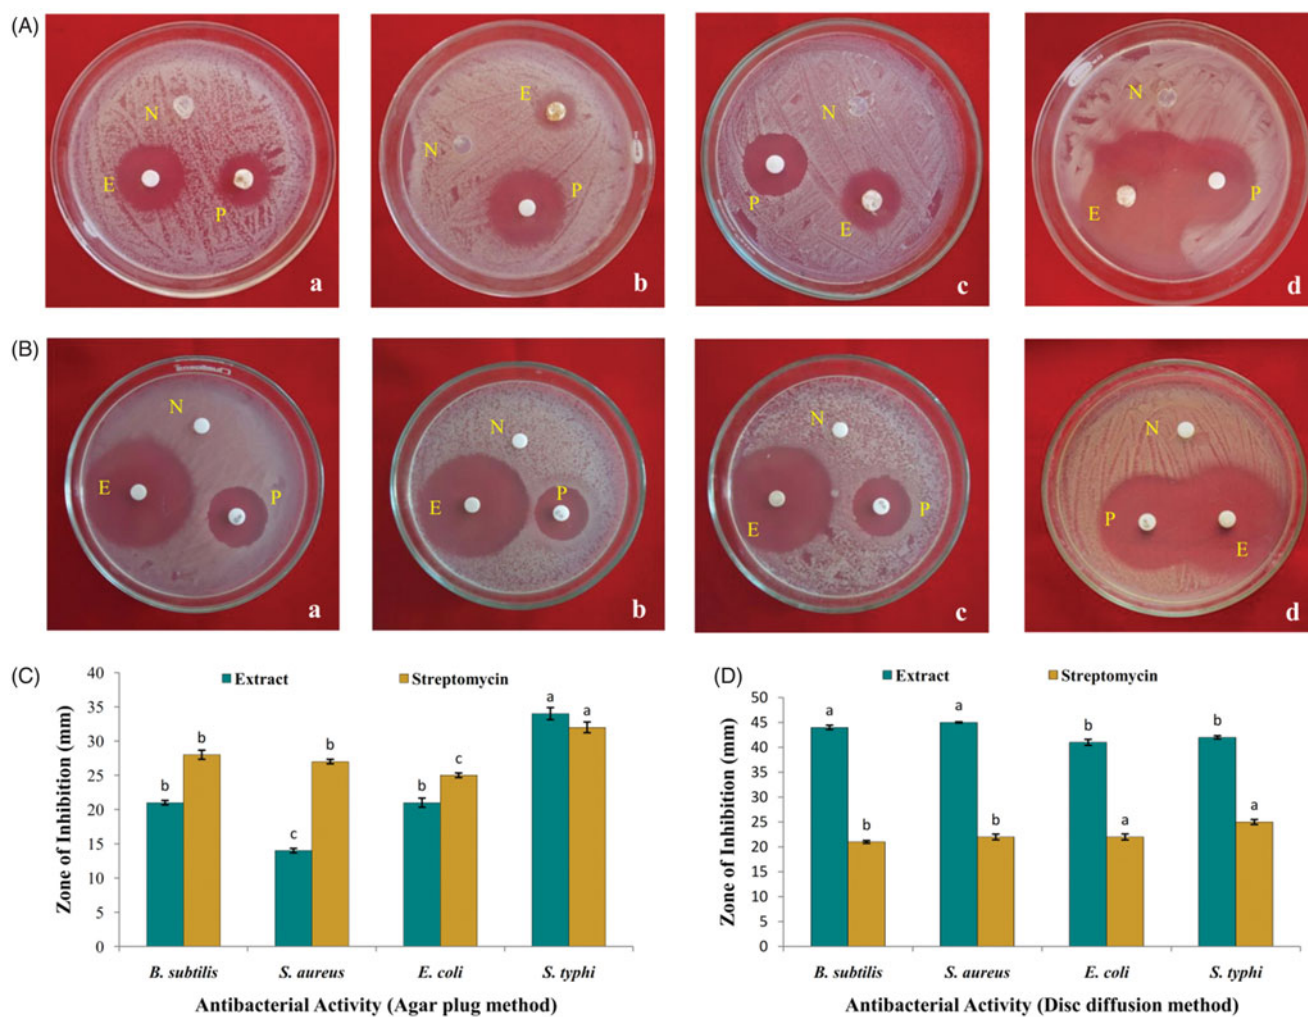 (A)
N
E
P
a
E
N
P
b
N
P
E
c
N
E
P
d
(B)
N
E
P
a
N
E
P
b
N
E
P
c
N
P
E
d
(C)
Extract
Streptomycin
Zone of Inhibition (mm)
40
35
30
25
20
15
10
5
0
b
b
c
b
b
c
a
a
B. subtilis
S. aureus
E. coli
S. typhi
Antibacterial Activity (Agar plug method)
(D)
Extract
Streptomycin
Zone of Inhibition (mm)
50
45
40
35
30
25
20
15
10
5
0
a
b
a
b
b
a
b
a
B. subtilis
S. aureus
E. coli
S. typhi
Antibacterial Activity (Disc diffusion method)